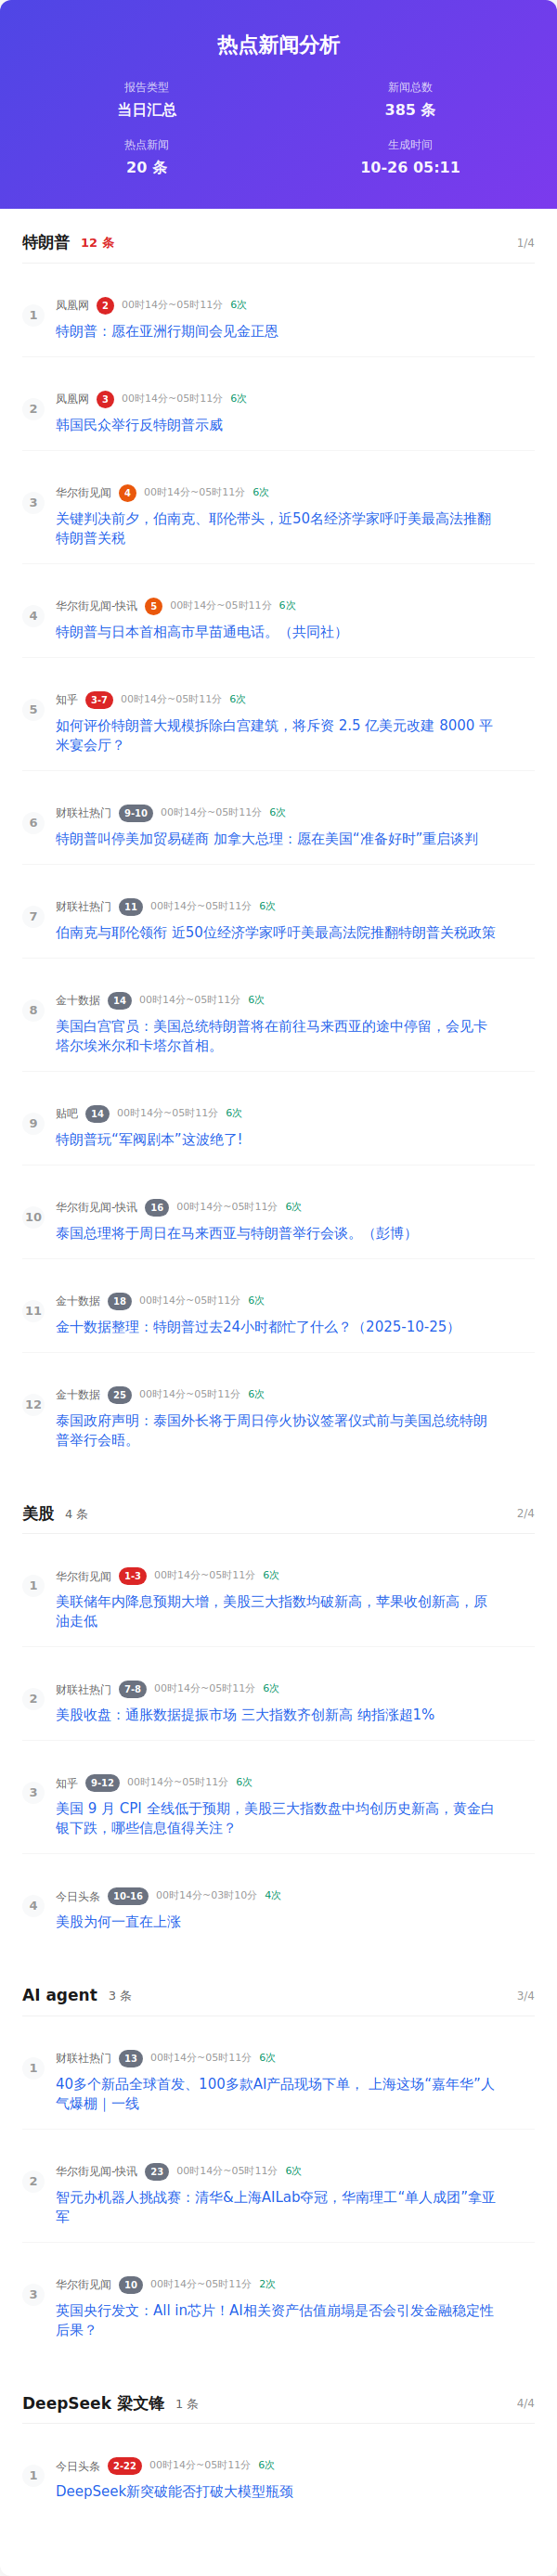 热点新闻分析
报告类型
当日汇总
新闻总数
385 条
热点新闻
20 条
生成时间
10-26 05:11
特朗普 12 条 1/4
1 凤凰网 2 00时14分~05时11分 6次
特朗普：愿在亚洲行期间会见金正恩
2 凤凰网 3 00时14分~05时11分 6次
韩国民众举行反特朗普示威
3 华尔街见闻 4 00时14分~05时11分 6次
关键判决前夕，伯南克、耶伦带头，近50名经济学家呼吁美最高法推翻
特朗普关税
4 华尔街见闻-快讯 5 00时14分~05时11分 6次
特朗普与日本首相高市早苗通电话。（共同社）
5 知乎 3-7 00时14分~05时11分 6次
如何评价特朗普大规模拆除白宫建筑，将斥资 2.5 亿美元改建 8000 平
米宴会厅？
6 财联社热门 9-10 00时14分~05时11分 6次
特朗普叫停美加贸易磋商 加拿大总理：愿在美国“准备好时”重启谈判
7 财联社热门 11 00时14分~05时11分 6次
伯南克与耶伦领衔 近50位经济学家呼吁美最高法院推翻特朗普关税政策
8 金十数据 14 00时14分~05时11分 6次
美国白宫官员：美国总统特朗普将在前往马来西亚的途中停留，会见卡
塔尔埃米尔和卡塔尔首相。
9 贴吧 14 00时14分~05时11分 6次
特朗普玩“军阀剧本”这波绝了!
10 华尔街见闻-快讯 16 00时14分~05时11分 6次
泰国总理将于周日在马来西亚与特朗普举行会谈。（彭博）
11 金十数据 18 00时14分~05时11分 6次
金十数据整理：特朗普过去24小时都忙了什么？（2025-10-25）
12 金十数据 25 00时14分~05时11分 6次
泰国政府声明：泰国外长将于周日停火协议签署仪式前与美国总统特朗
普举行会晤。
美股 4 条 2/4
1 华尔街见闻 1-3 00时14分~05时11分 6次
美联储年内降息预期大增，美股三大指数均破新高，苹果收创新高，原
油走低
2 财联社热门 7-8 00时14分~05时11分 6次
美股收盘：通胀数据提振市场 三大指数齐创新高 纳指涨超1%
3 知乎 9-12 00时14分~05时11分 6次
美国 9 月 CPI 全线低于预期，美股三大指数盘中均创历史新高，黄金白
银下跌，哪些信息值得关注？
4 今日头条 10-16 00时14分~03时10分 4次
美股为何一直在上涨
AI agent 3 条 3/4
1 财联社热门 13 00时14分~05时11分 6次
40多个新品全球首发、100多款AI产品现场下单， 上海这场“嘉年华”人
气爆棚｜一线
2 华尔街见闻-快讯 23 00时14分~05时11分 6次
智元办机器人挑战赛：清华&上海AILab夺冠，华南理工“单人成团”拿亚
军
3 华尔街见闻 10 00时14分~05时11分 2次
英国央行发文：All in芯片！AI相关资产估值崩塌是否会引发金融稳定性
后果？
DeepSeek 梁文锋 1 条 4/4
1 今日头条 2-22 00时14分~05时11分 6次
DeepSeek新突破能否打破大模型瓶颈